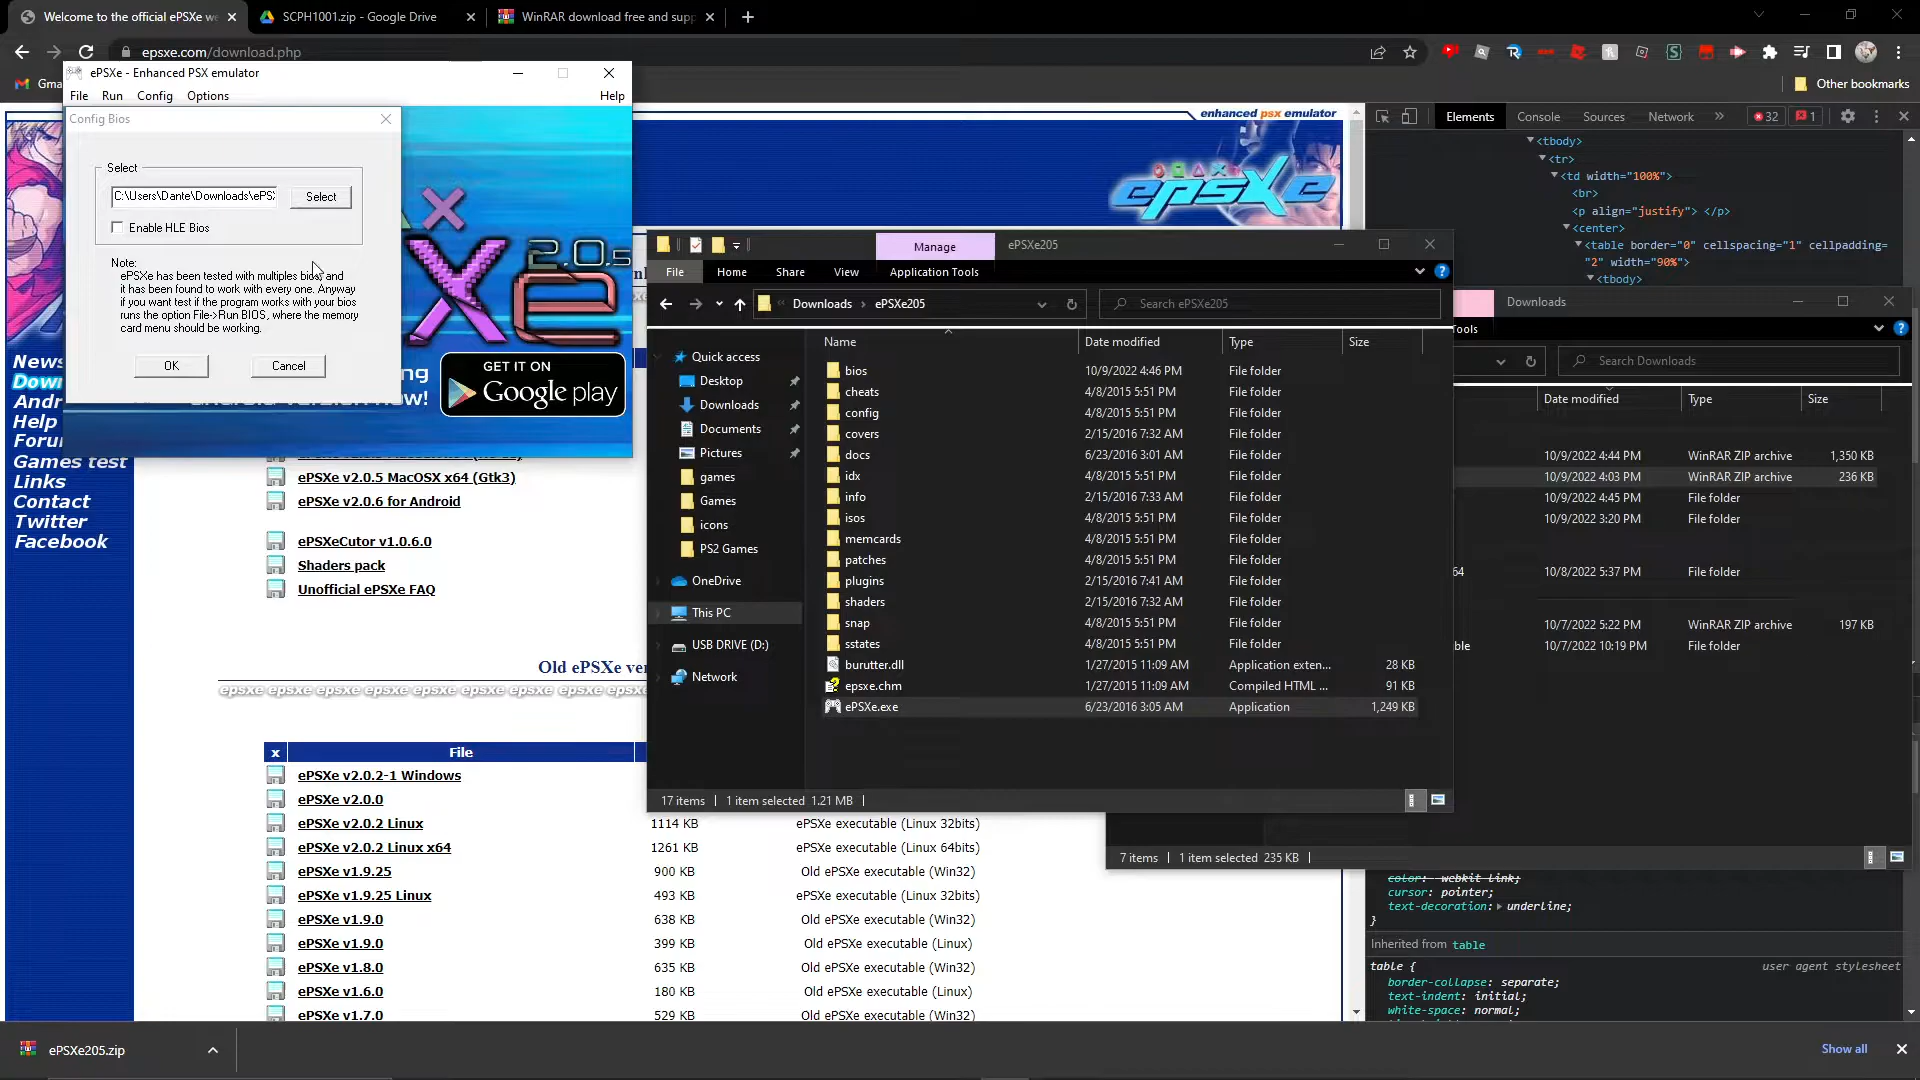 Welcome to the official ePSXe we
SCPH1001.zip - Google Drive
WinRAR download free and supp
epsxe.com/download.php
Gma
Other bookmarks
ePSXe - Enhanced PSX emulator
File Run Config Options Help
Config Bios
Select
C:\Users\Dante\Downloads\ePSX
Select
Enable HLE Bios
Note:
ePSXe has been tested with multiples bios and
it has been found to work with every one. Anyway
if you want test if the program works with your bios
runs the option File->Run BIOS, where the memory
card menu should be working.
OK
Cancel
2.0.5
GET IT ON
Google play
enhanced psx emulator
epsxe
News
Down
Andr
Help
Foru
Games test
Links
Contact
Twitter
Facebook
ePSXe v2.0.5 MacOSX x64 (Gtk3)
ePSXe v2.0.6 for Android
ePSXeCutor v1.0.6.0
Shaders pack
Unofficial ePSXe FAQ
Old ePSXe ver
epsxe epsxe epsxe epsxe epsxe epsxe epsxe epsxe epsxe
x File
ePSXe v2.0.2-1 Windows
ePSXe v2.0.0
ePSXe v2.0.2 Linux 1114 KB ePSXe executable (Linux 32bits)
ePSXe v2.0.2 Linux x64 1261 KB ePSXe executable (Linux 64bits)
ePSXe v1.9.25 900 KB Old ePSXe executable (Win32)
ePSXe v1.9.25 Linux 493 KB Old ePSXe executable (Linux 32bits)
ePSXe v1.9.0 638 KB Old ePSXe executable (Win32)
ePSXe v1.9.0 399 KB Old ePSXe executable (Linux)
ePSXe v1.8.0 635 KB Old ePSXe executable (Win32)
ePSXe v1.6.0 180 KB Old ePSXe executable (Linux)
ePSXe v1.7.0 529 KB Old ePSXe executable (Win32)
Manage
ePSXe205
File Home Share View Application Tools
Downloads > ePSXe205
Search ePSXe205
Quick access
Desktop
Downloads
Documents
Pictures
games
Games
icons
PS2 Games
OneDrive
This PC
USB DRIVE (D:)
Network
Name Date modified Type Size
bios 10/9/2022 4:46 PM File folder
cheats 4/8/2015 5:51 PM File folder
config 4/8/2015 5:51 PM File folder
covers 2/15/2016 7:32 AM File folder
docs 6/23/2016 3:01 AM File folder
idx 4/8/2015 5:51 PM File folder
info 2/15/2016 7:33 AM File folder
isos 4/8/2015 5:51 PM File folder
memcards 4/8/2015 5:51 PM File folder
patches 4/8/2015 5:51 PM File folder
plugins 2/15/2016 7:41 AM File folder
shaders 2/15/2016 7:32 AM File folder
snap 4/8/2015 5:51 PM File folder
sstates 4/8/2015 5:51 PM File folder
burutter.dll 1/27/2015 11:09 AM Application exten... 28 KB
epsxe.chm 1/27/2015 11:09 AM Compiled HTML ... 91 KB
ePSXe.exe 6/23/2016 3:05 AM Application 1,249 KB
17 items 1 item selected 1.21 MB
Elements Console Sources Network » 32 1
<tbody>
<tr>
<td width="100%">
<br>
<p align="justify"> </p>
<center>
<table border="0" cellspacing="1" cellpadding=
"2" width="90%">
<tbody>
Downloads
Tools
Search Downloads
Date modified Type Size
10/9/2022 4:44 PM WinRAR ZIP archive 1,350 KB
10/9/2022 4:03 PM WinRAR ZIP archive 236 KB
10/9/2022 4:45 PM File folder
10/9/2022 3:20 PM File folder
64 10/8/2022 5:37 PM File folder
10/7/2022 5:22 PM WinRAR ZIP archive 197 KB
ble 10/7/2022 10:19 PM File folder
7 items 1 item selected 235 KB
color: -webkit-link;
cursor: pointer;
text-decoration: underline;
}
Inherited from table
table { user agent stylesheet
border-collapse: separate;
text-indent: initial;
white-space: normal;
ePSXe205.zip
Show all